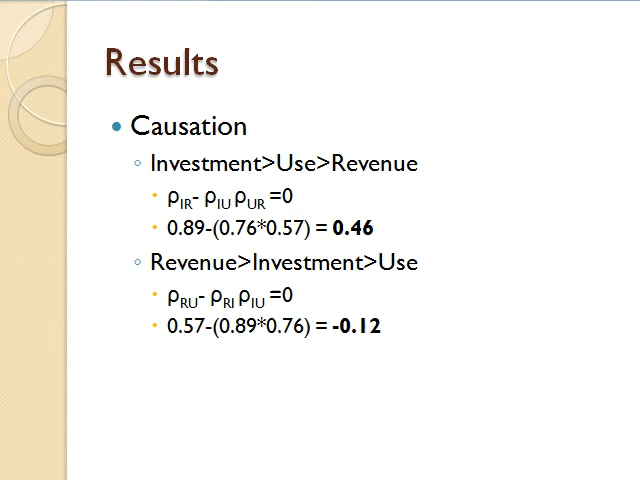 Results
Causation
Investment>Use>Revenue
ρIR- ρIU ρUR =0
0.89-(0.76*0.57) = 0.46
Revenue>Investment>Use
ρRU- ρRI ρIU =0
0.57-(0.89*0.76) = -0.12